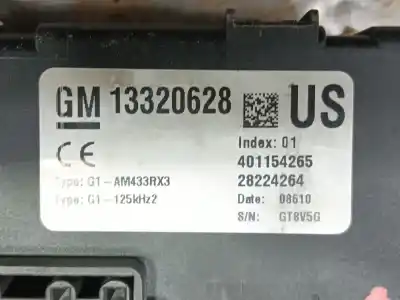 GM 13320628 US
Index: 01
CE 401154265
Type: G1-AM433RX3 28224264
Type: G1-125kHz2 Date: 08610
S/N: GT8V5G